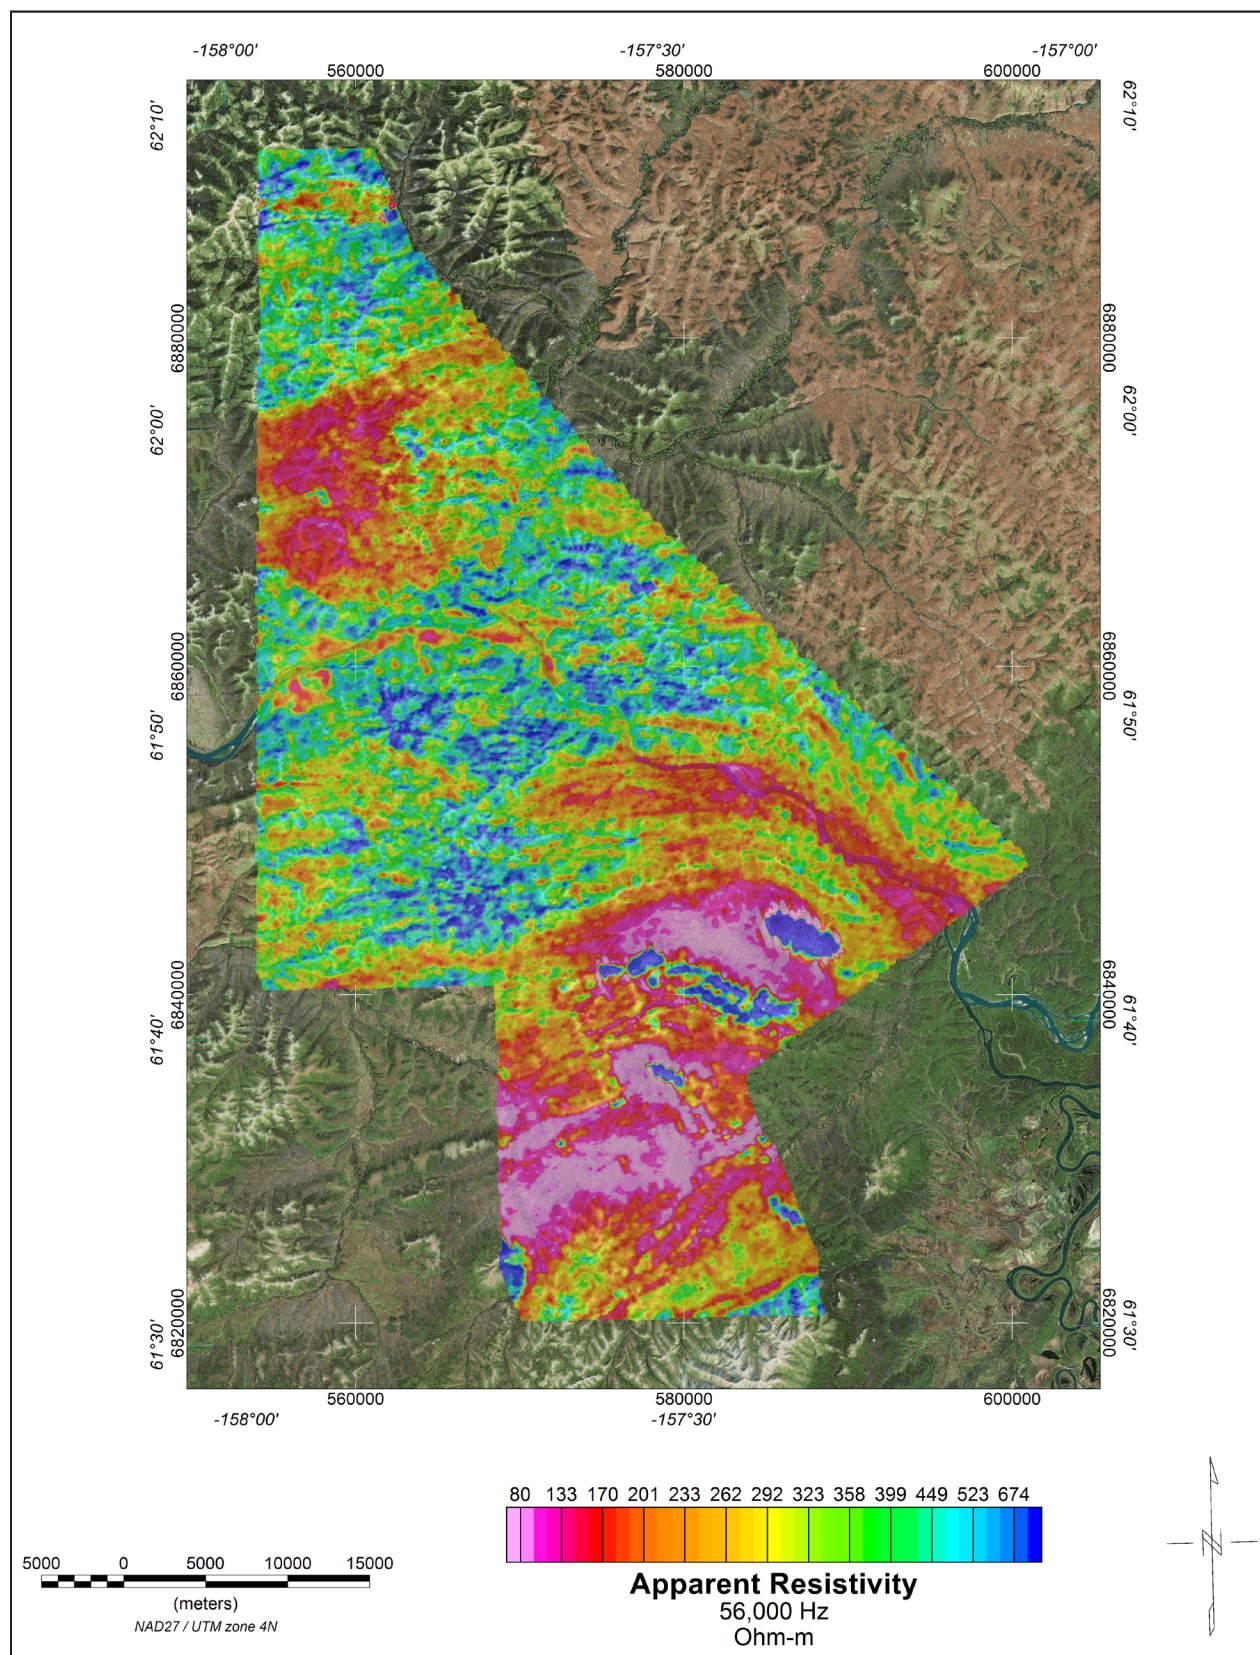 -158°00' -157°30' -157°00'
560000 580000 600000
62°10' 62°10'
6880000 6880000
62°00' 62°00'
6860000 6860000
61°50' 61°50'
6840000 6840000
61°40' 61°40'
6820000 6820000
61°30' 61°30'
560000 580000 600000
-158°00' -157°30'
80 133 170 201 233 262 292 323 358 399 449 523 674
Apparent Resistivity
56,000 Hz
Ohm-m
5000 0 5000 10000 15000
(meters)
NAD27 / UTM zone 4N